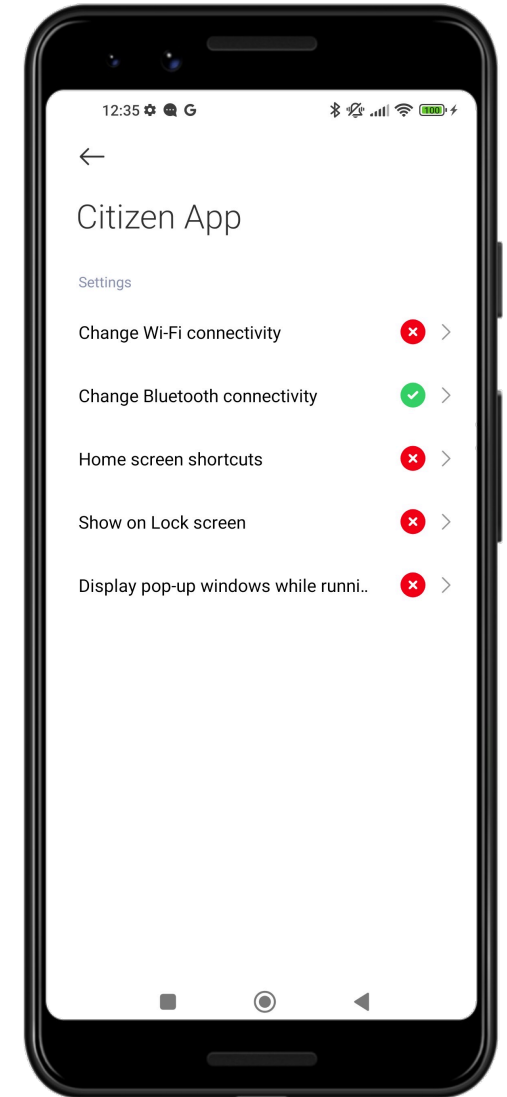 12:35 G 100
Citizen App
Settings
Change Wi-Fi connectivity
Change Bluetooth connectivity
Home screen shortcuts
Show on Lock screen
Display pop-up windows while runni..